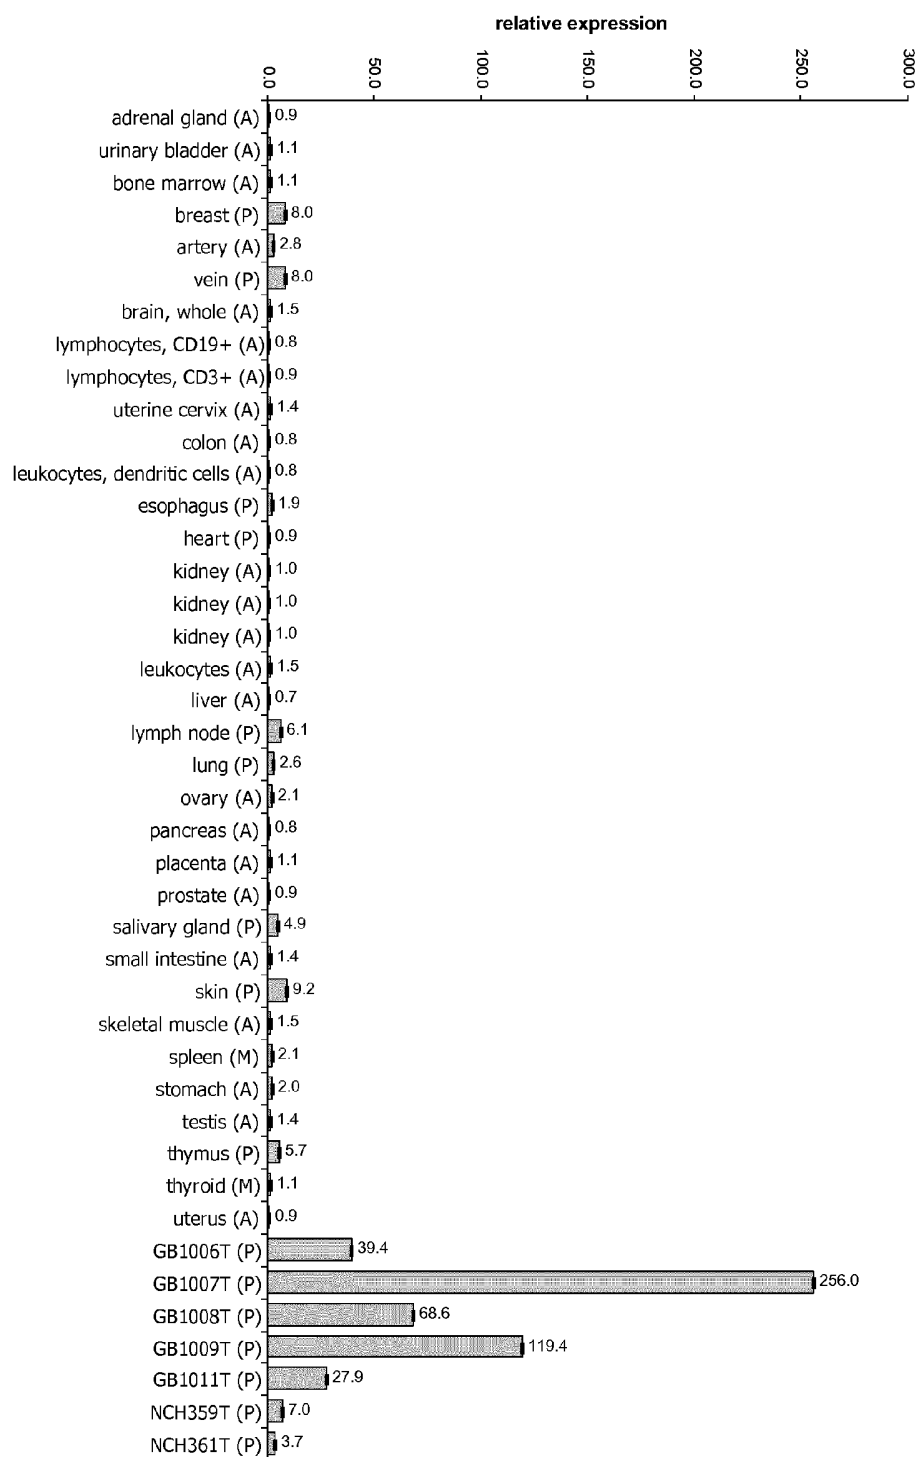 relative expression
0.0 50.0 100.0 150.0 200.0 250.0 300.0
adrenal gland (A) 0.9
urinary bladder (A) 1.1
bone marrow (A) 1.1
breast (P) 8.0
artery (A) 2.8
vein (P) 8.0
brain, whole (A) 1.5
lymphocytes, CD19+ (A) 0.8
lymphocytes, CD3+ (A) 0.9
uterine cervix (A) 1.4
colon (A) 0.8
leukocytes, dendritic cells (A) 0.8
esophagus (P) 1.9
heart (P) 0.9
kidney (A) 1.0
kidney (A) 1.0
kidney (A) 1.0
leukocytes (A) 1.5
liver (A) 0.7
lymph node (P) 6.1
lung (P) 2.6
ovary (A) 2.1
pancreas (A) 0.8
placenta (A) 1.1
prostate (A) 0.9
salivary gland (P) 4.9
small intestine (A) 1.4
skin (P) 9.2
skeletal muscle (A) 1.5
spleen (M) 2.1
stomach (A) 2.0
testis (A) 1.4
thymus (P) 5.7
thyroid (M) 1.1
uterus (A) 0.9
GB1006T (P) 39.4
GB1007T (P) 256.0
GB1008T (P) 68.6
GB1009T (P) 119.4
GB1011T (P) 27.9
NCH359T (P) 7.0
NCH361T (P) 3.7